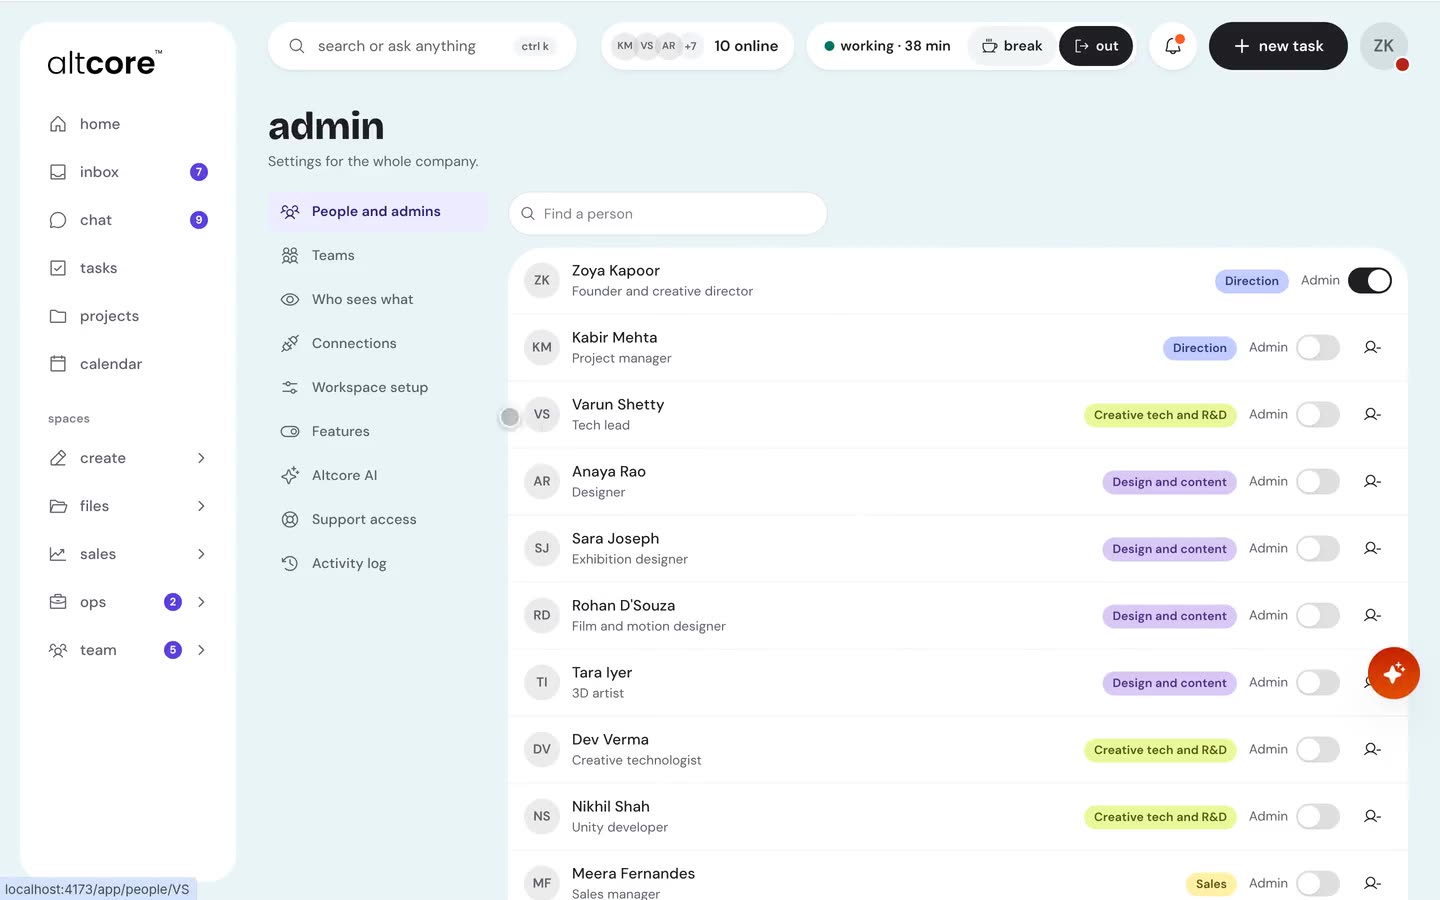 altcore™
search or ask anything
ctrl k
KM VS AR +7 10 online
working · 38 min
break
out
new task
ZK
home
inbox 7
chat 9
tasks
projects
calendar
spaces
create
files
sales
ops 2
team 5
admin
Settings for the whole company.
People and admins
Teams
Who sees what
Connections
Workspace setup
Features
Altcore AI
Support access
Activity log
Find a person
ZK Zoya Kapoor Direction Admin
Founder and creative director
KM Kabir Mehta Direction Admin
Project manager
VS Varun Shetty Creative tech and R&D Admin
Tech lead
AR Anaya Rao Design and content Admin
Designer
SJ Sara Joseph Design and content Admin
Exhibition designer
RD Rohan D'Souza Design and content Admin
Film and motion designer
TI Tara Iyer Design and content Admin
3D artist
DV Dev Verma Creative tech and R&D Admin
Creative technologist
NS Nikhil Shah Creative tech and R&D Admin
Unity developer
MF Meera Fernandes Sales Admin
Sales manager
localhost:4173/app/people/VS